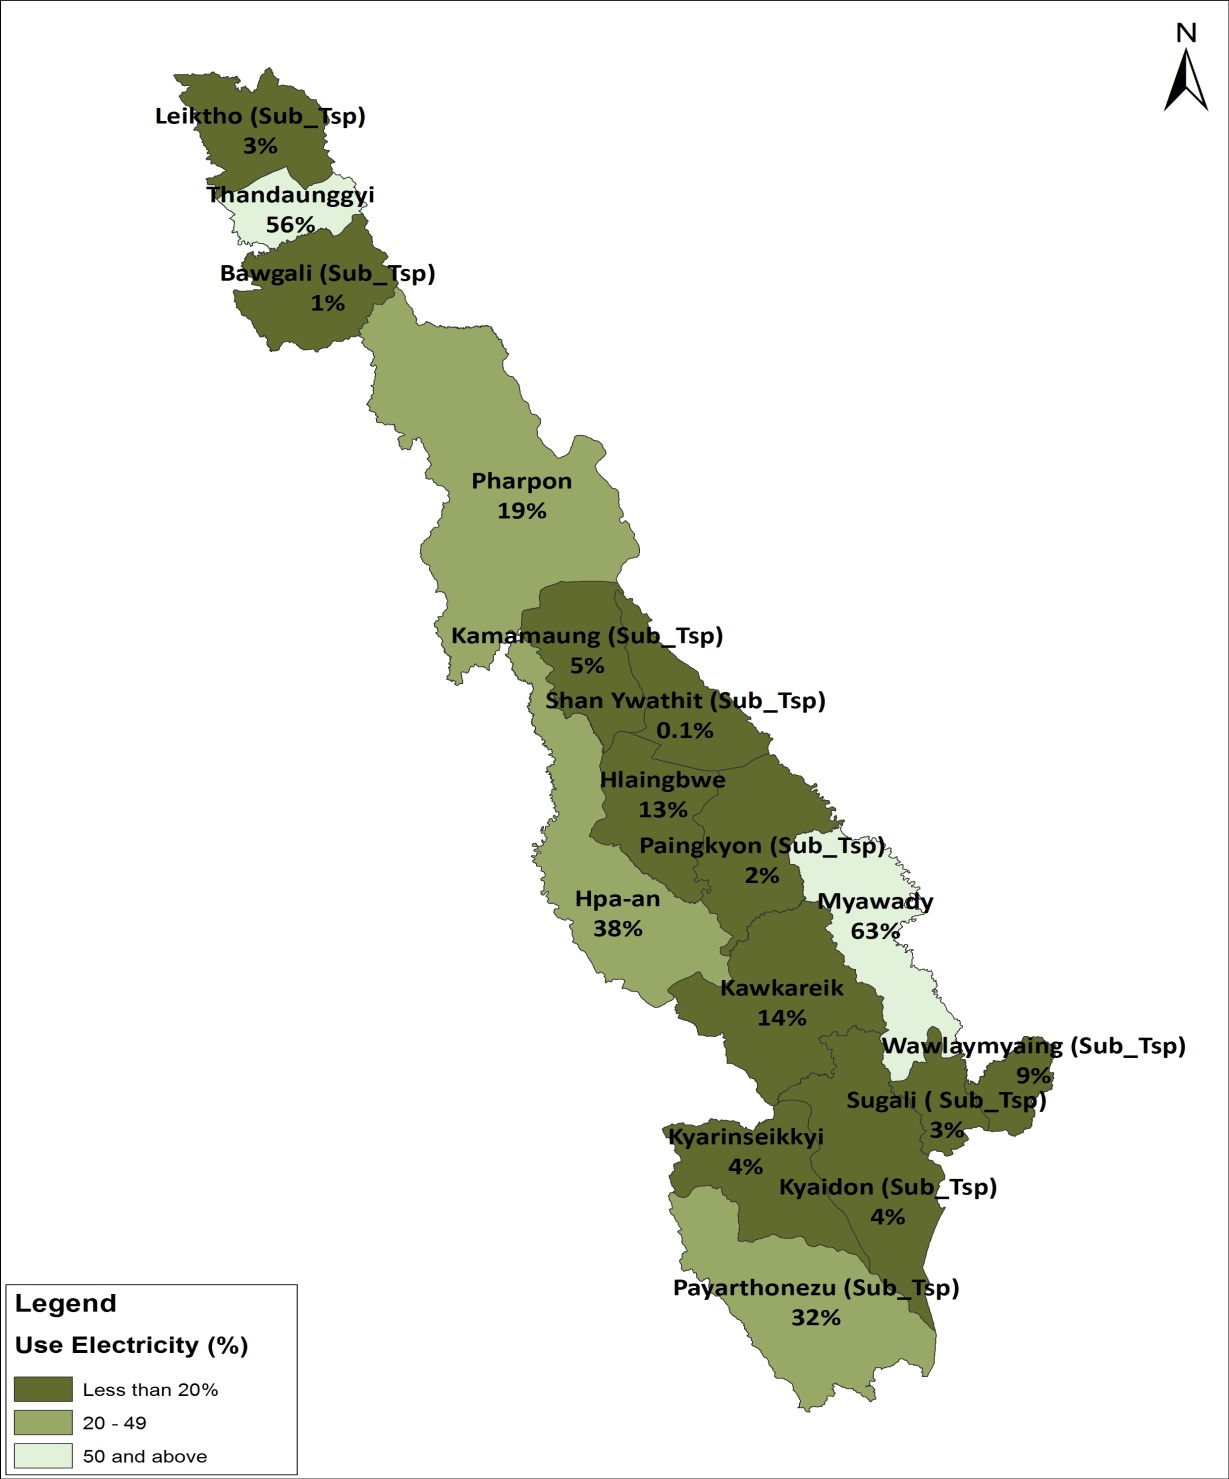 N
Leiktho (Sub_Tsp)
3%
Thandaunggyi
56%
Bawgali (Sub_Tsp)
1%
Pharpon
19%
Kamamaung (Sub_Tsp)
5%
Shan Ywathit (Sub_Tsp)
0.1%
Hlaingbwe
13%
Paingkyon (Sub_Tsp)
2%
Hpa-an
38%
Myawady
63%
Kawkareik
14%
Wawlaymyaing (Sub_Tsp)
9%
Sugali ( Sub_Tsp)
3%
Kyarinseikkyi
4%
Kyaidon (Sub_Tsp)
4%
Payarthonezu (Sub_Tsp)
32%
Legend
Use Electricity (%)
Less than 20%
20 - 49
50 and above